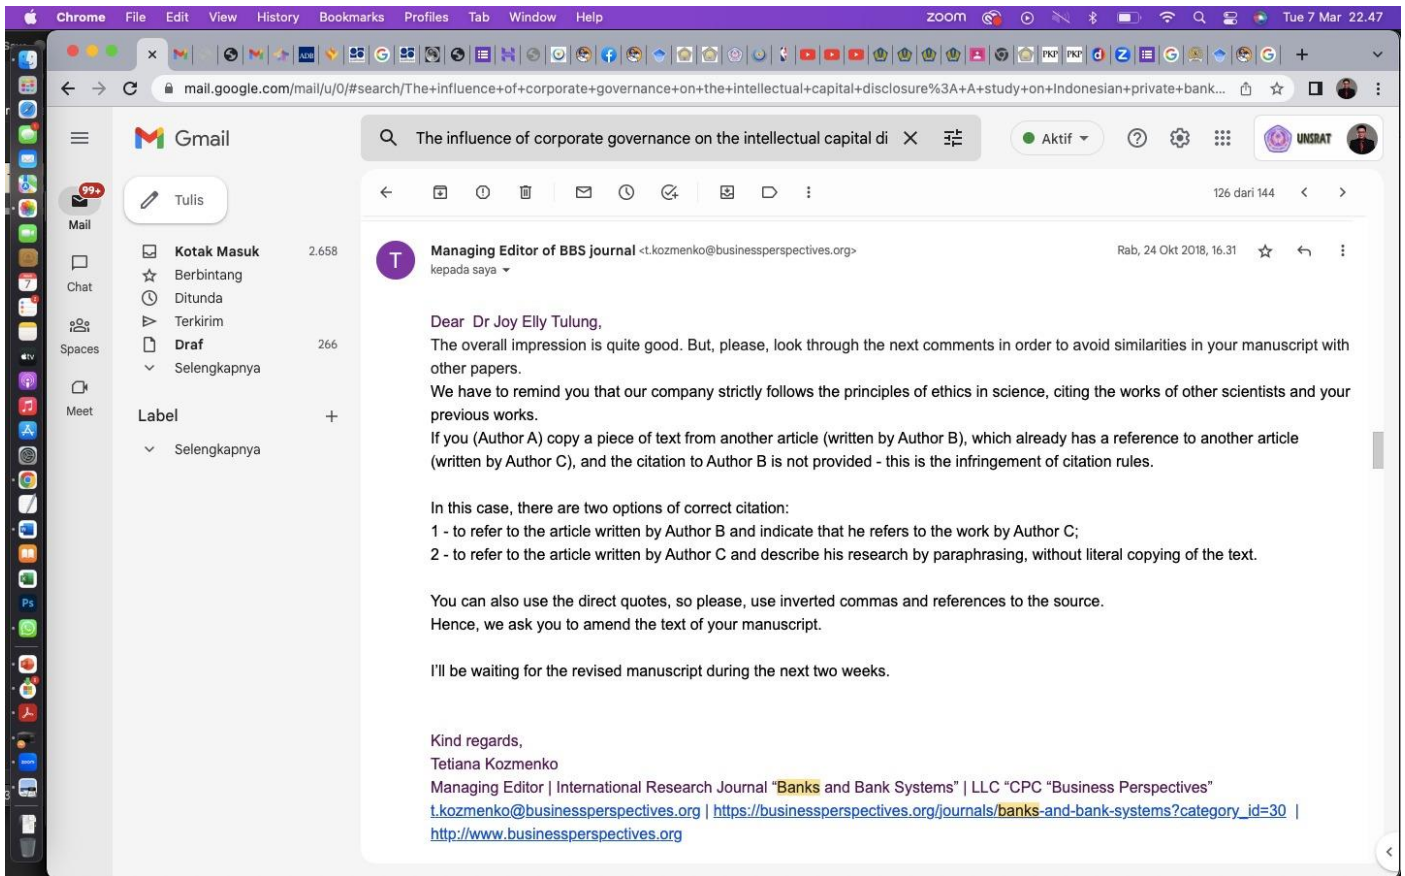 Chrome File Edit View History Bookmarks Profiles Tab Window Help zoom Tue 7 Mar 22.47
mail.google.com/mail/u/0/#search/The+influence+of+corporate+governance+on+the+intellectual+capital+disclosure%3A+A+study+on+Indonesian+private+bank...
Gmail
The influence of corporate governance on the intellectual capital di
Aktif
UNSRAT
99+
Mail
Chat
Spaces
Meet
Tulis
126 dari 144
Kotak Masuk 2.658
Berbintang
Ditunda
Terkirim
Draf 266
Selengkapnya
Label +
Selengkapnya
T
Managing Editor of BBS journal <t.kozmenko@businessperspectives.org> Rab, 24 Okt 2018, 16.31
kepada saya
Dear Dr Joy Elly Tulung,
The overall impression is quite good. But, please, look through the next comments in order to avoid similarities in your manuscript with
other papers.
We have to remind you that our company strictly follows the principles of ethics in science, citing the works of other scientists and your
previous works.
If you (Author A) copy a piece of text from another article (written by Author B), which already has a reference to another article
(written by Author C), and the citation to Author B is not provided - this is the infringement of citation rules.
In this case, there are two options of correct citation:
1 - to refer to the article written by Author B and indicate that he refers to the work by Author C;
2 - to refer to the article written by Author C and describe his research by paraphrasing, without literal copying of the text.
You can also use the direct quotes, so please, use inverted commas and references to the source.
Hence, we ask you to amend the text of your manuscript.
I'll be waiting for the revised manuscript during the next two weeks.
Kind regards,
Tetiana Kozmenko
Managing Editor | International Research Journal “Banks and Bank Systems” | LLC “CPC “Business Perspectives”
t.kozmenko@businessperspectives.org | https://businessperspectives.org/journals/banks-and-bank-systems?category_id=30 |
http://www.businessperspectives.org